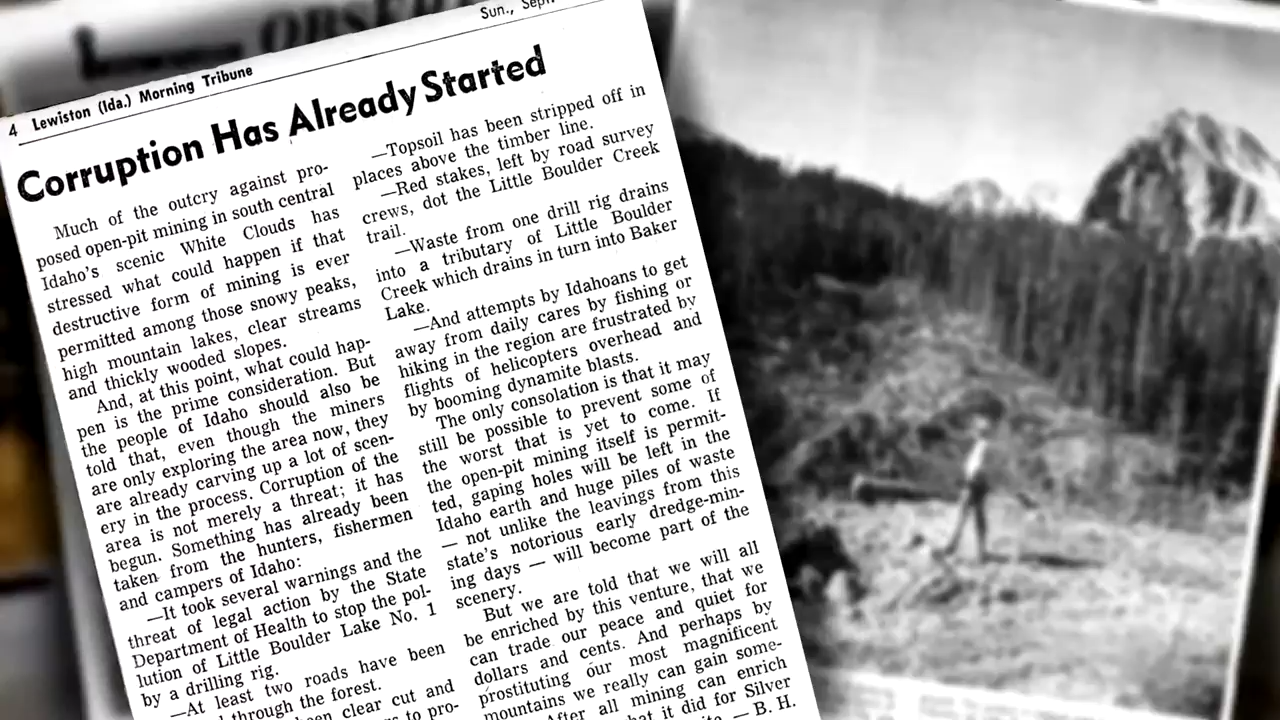 OBSER
Sun., Sept.
4 Lewiston (Ida.) Morning Tribune
Corruption Has Already Started
Much of the outcry against pro-
posed open-pit mining in south central
Idaho's scenic White Clouds has
stressed what could happen if that
destructive form of mining is ever
permitted among those snowy peaks,
high mountain lakes, clear streams
and thickly wooded slopes.
And, at this point, what could hap-
pen is the prime consideration. But
the people of Idaho should also be
told that, even though the miners
are only exploring the area now, they
are already carving up a lot of scen-
ery in the process. Corruption of the
area is not merely a threat; it has
begun. Something has already been
taken from the hunters, fishermen
and campers of Idaho:
—It took several warnings and the
threat of legal action by the State
Department of Health to stop the pol-
lution of Little Boulder Lake No. 1
by a drilling rig.
—At least two roads have been
through the forest.
been clear cut and
to pro-
—Topsoil has been stripped off in
places above the timber line.
—Red stakes, left by road survey
crews, dot the Little Boulder Creek
trail.
—Waste from one drill rig drains
into a tributary of Little Boulder
Creek which drains in turn into Baker
Lake.
—And attempts by Idahoans to get
away from daily cares by fishing or
hiking in the region are frustrated by
flights of helicopters overhead and
by booming dynamite blasts.
The only consolation is that it may
still be possible to prevent some of
the worst that is yet to come. If
the open-pit mining itself is permit-
ted, gaping holes will be left in the
Idaho earth and huge piles of waste
— not unlike the leavings from this
state's notorious early dredge-min-
ing days — will become part of the
scenery.
But we are told that we will all
be enriched by this venture, that we
can trade our peace and quiet for
dollars and cents. And perhaps by
prostituting our most magnificent
mountains we really can gain some-
After all mining can enrich
what it did for Silver
— B. H.